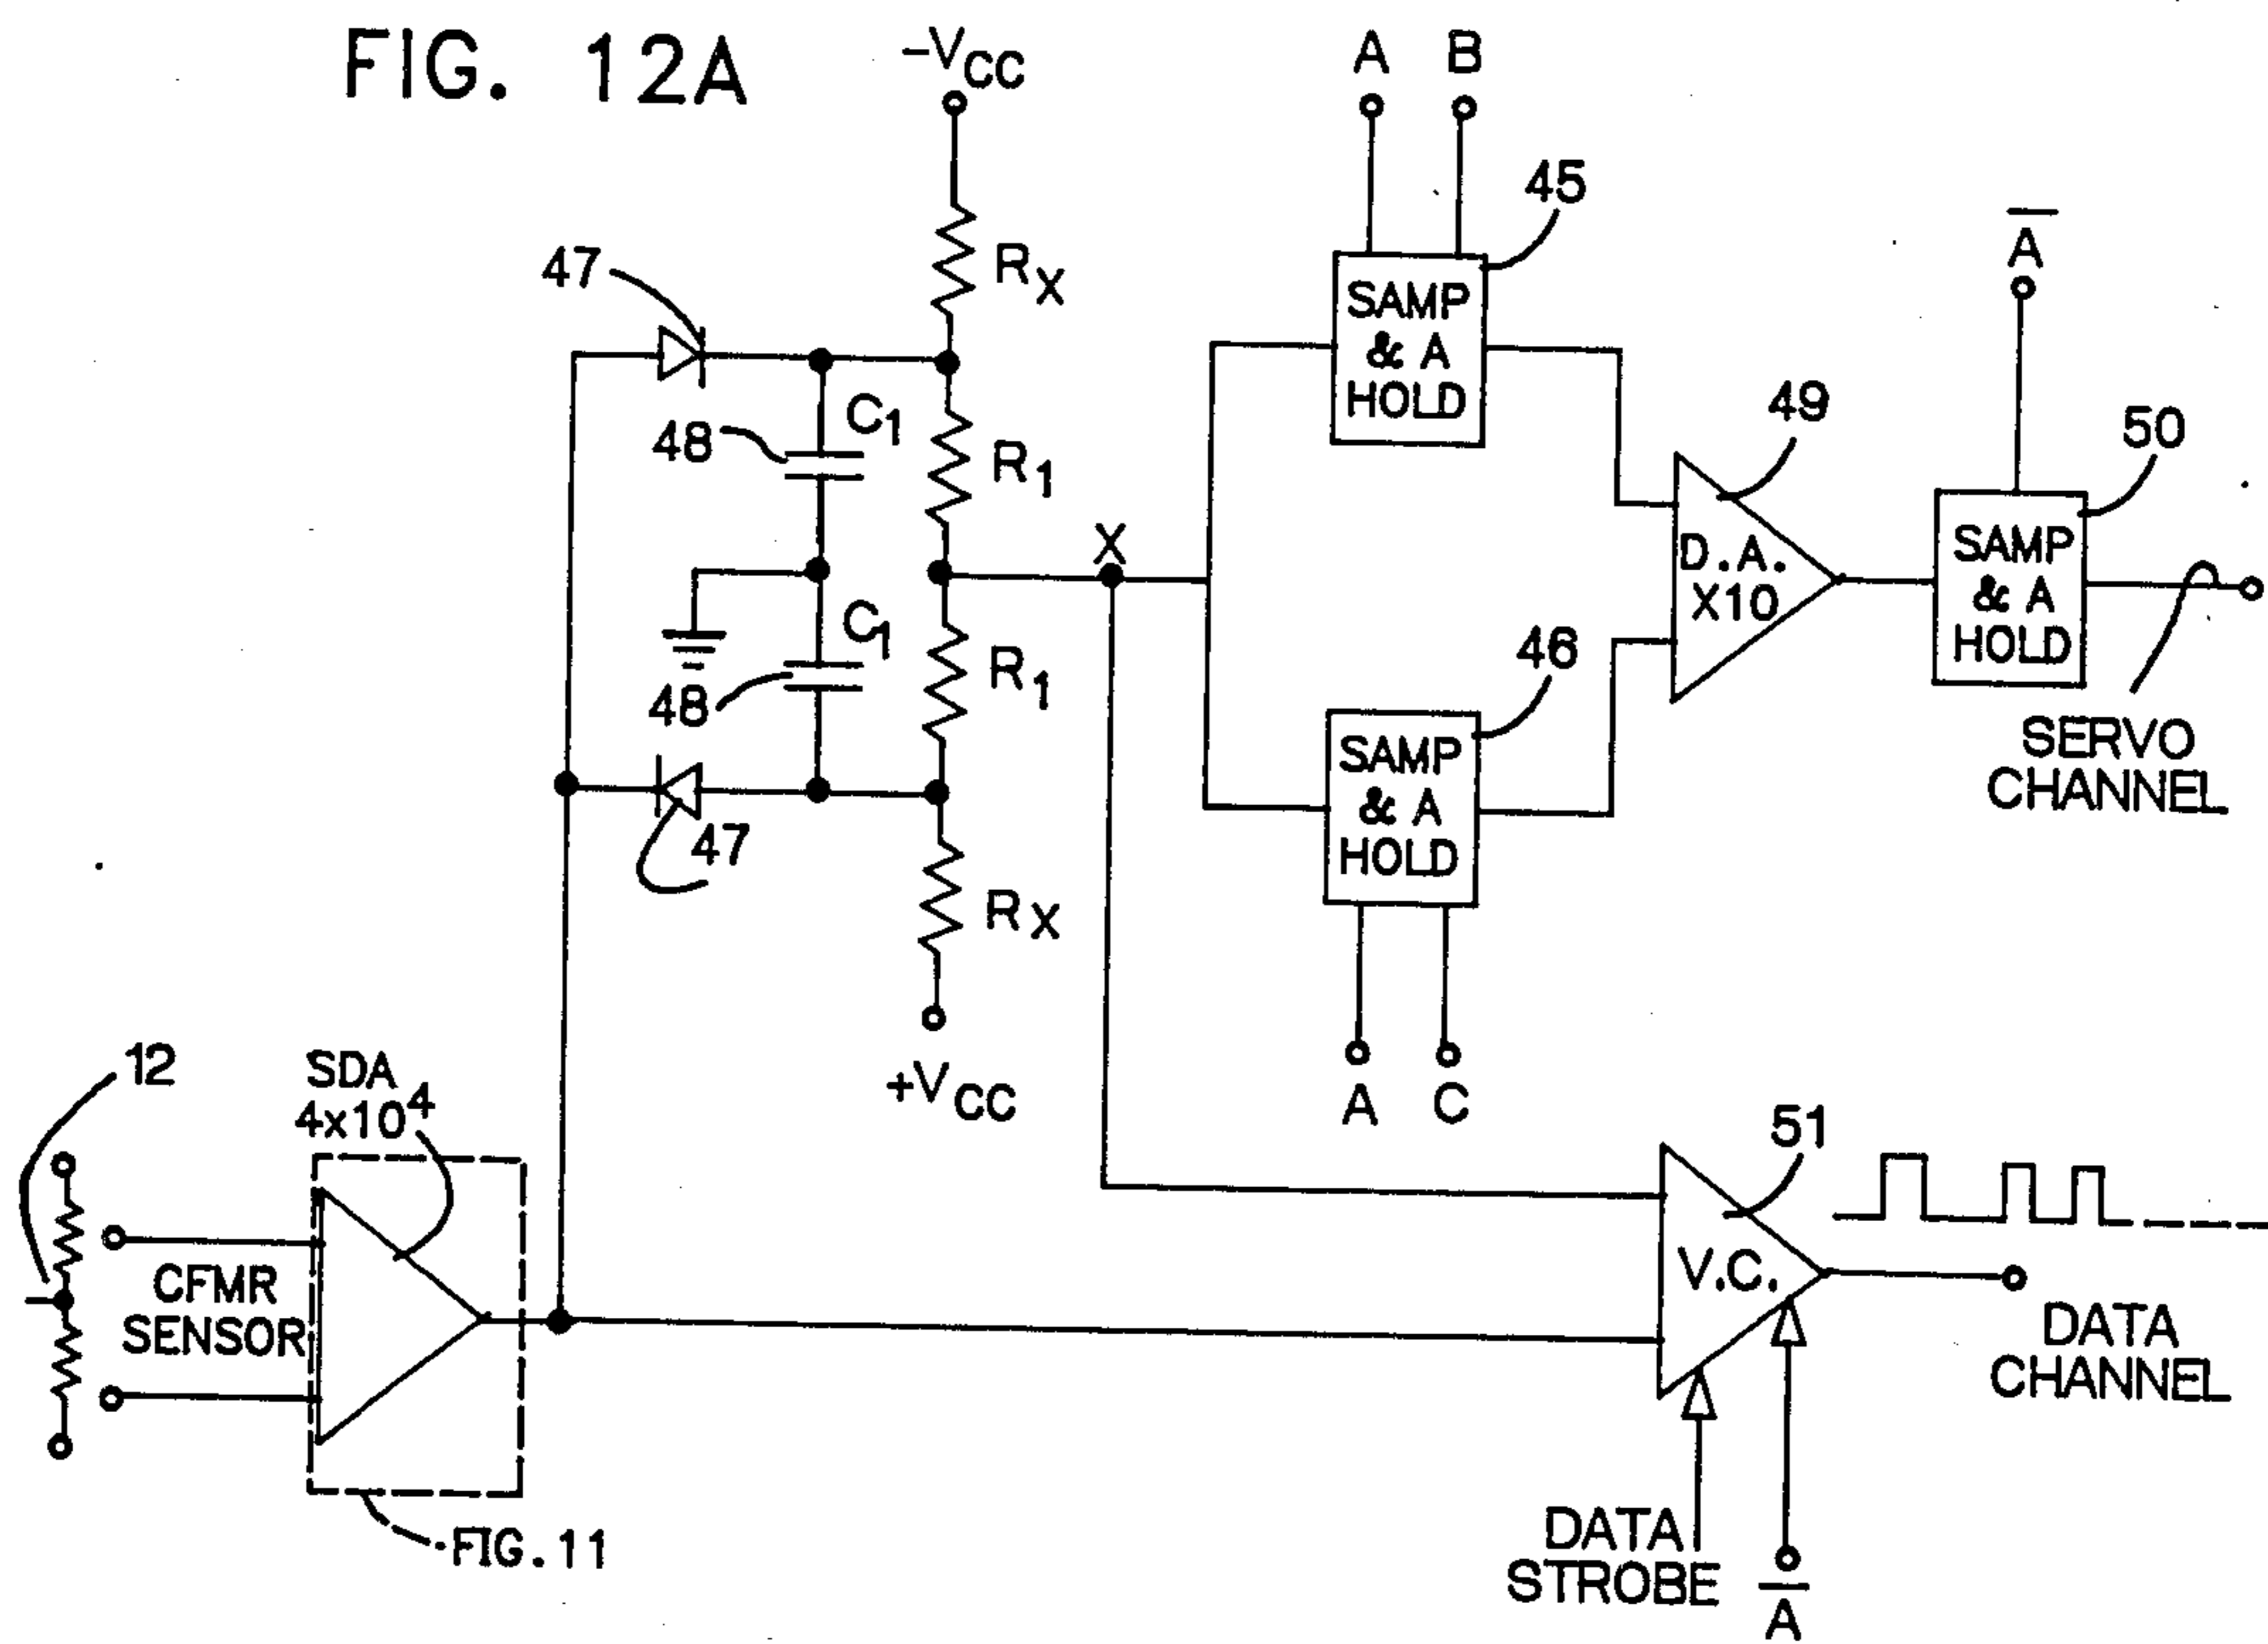 FIG. 12A
-VCC
A B
45
A̅
47
RX
SAMP
& A
HOLD
C1
48
R1
49
50
X
D.A.
X10
SAMP
& A
HOLD
C1
48
R1
46
SAMP
& A
HOLD
SERVO
CHANNEL
47
RX
12
SDA
4x10⁴
+VCC
A C
51
CFMR
SENSOR
V.C.
DATA
CHANNEL
FIG. 11
DATA
STROBE
A̅